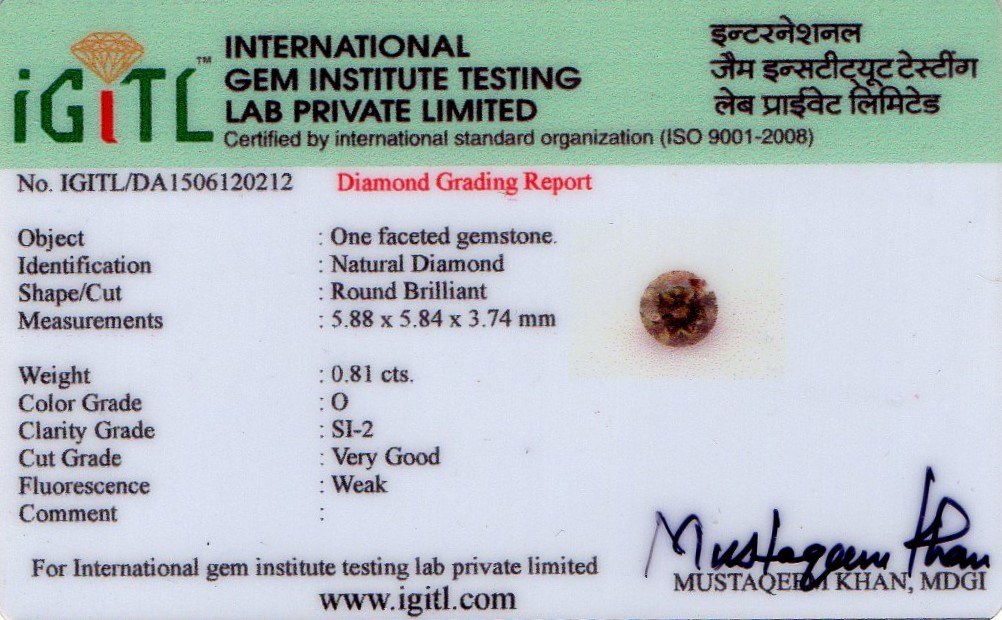 iGiTL™
INTERNATIONAL
GEM INSTITUTE TESTING
LAB PRIVATE LIMITED
Certified by international standard organization (ISO 9001-2008)
इन्टरनेशनल
जैम इन्सटीट्यूट टेस्टींग
लेब प्राईवेट लिमिटेड
No. IGITL/DA1506120212 Diamond Grading Report
Object : One faceted gemstone.
Identification : Natural Diamond
Shape/Cut : Round Brilliant
Measurements : 5.88 x 5.84 x 3.74 mm
Weight : 0.81 cts.
Color Grade : O
Clarity Grade : SI-2
Cut Grade : Very Good
Fluorescence : Weak
Comment :
Mustaqeem Khan
For International gem institute testing lab private limited
MUSTAQEEM KHAN, MDGI
www.igitl.com